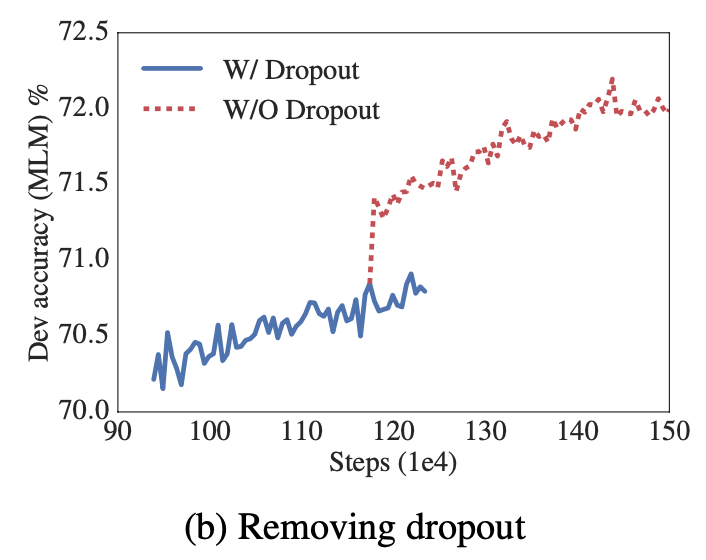 72.5
72.0
71.5
71.0
70.5
70.0
Dev accuracy (MLM) %
W/ Dropout
W/O Dropout
90 100 110 120 130 140 150
Steps (1e4)
(b) Removing dropout